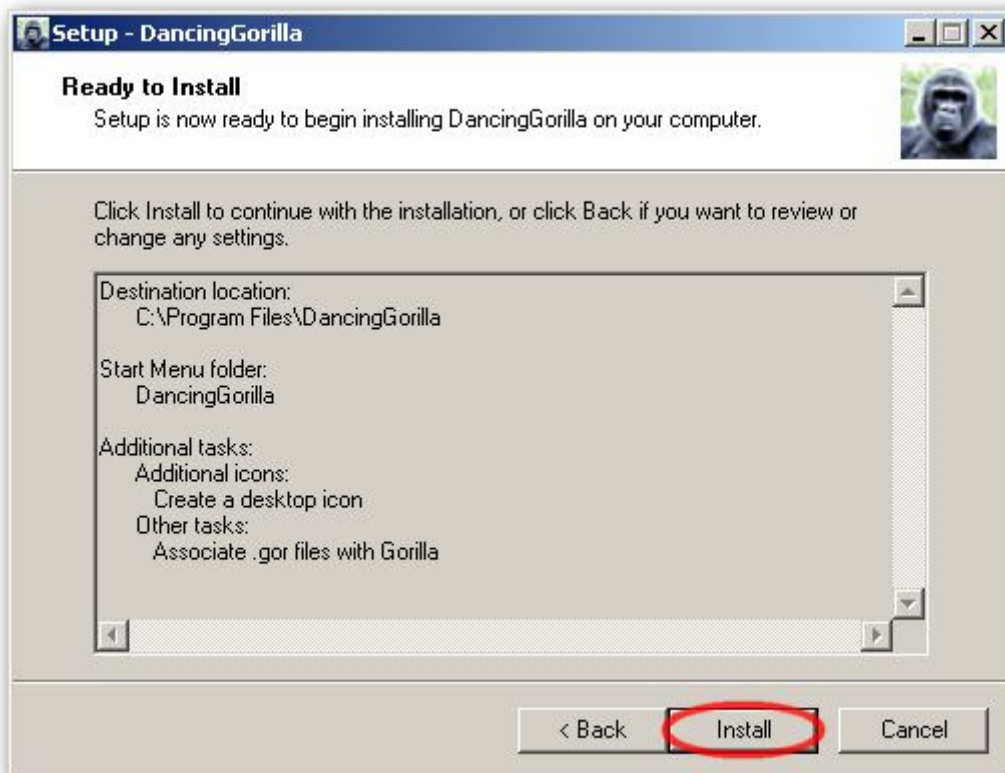 Setup - DancingGorilla
Ready to Install
Setup is now ready to begin installing DancingGorilla on your computer.
Click Install to continue with the installation, or click Back if you want to review or
change any settings.
Destination location:
C:\Program Files\DancingGorilla
Start Menu folder:
DancingGorilla
Additional tasks:
Additional icons:
Create a desktop icon
Other tasks:
Associate .gor files with Gorilla
< Back
Install
Cancel